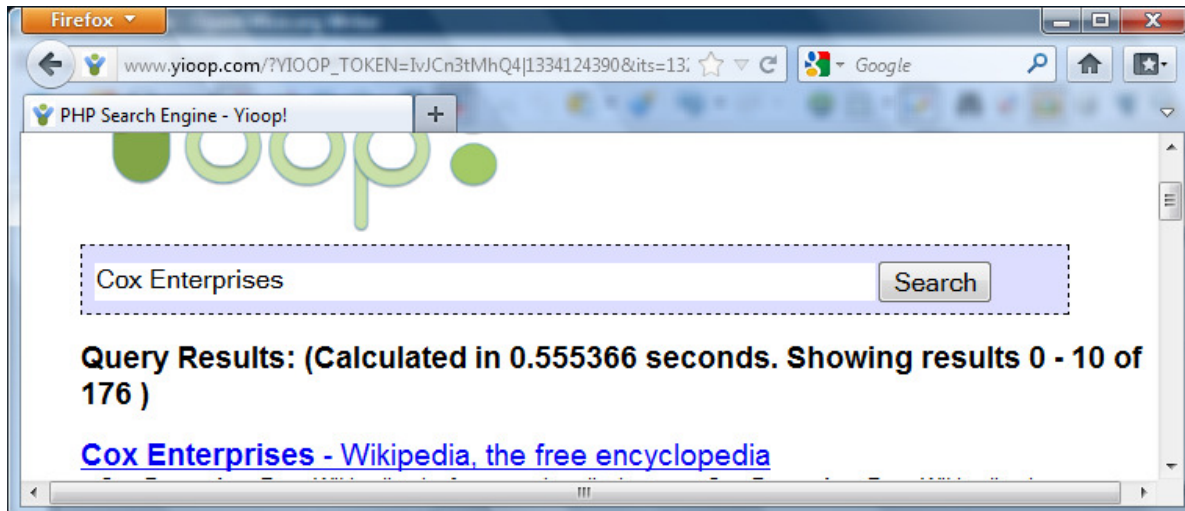 Firefox
www.yioop.com/?YIOOP_TOKEN=IvJCn3tMhQ4|1334124390&its=13
Google
PHP Search Engine - Yioop!
ioop!
Cox Enterprises
Search
Query Results: (Calculated in 0.555366 seconds. Showing results 0 - 10 of
176 )
Cox Enterprises - Wikipedia, the free encyclopedia